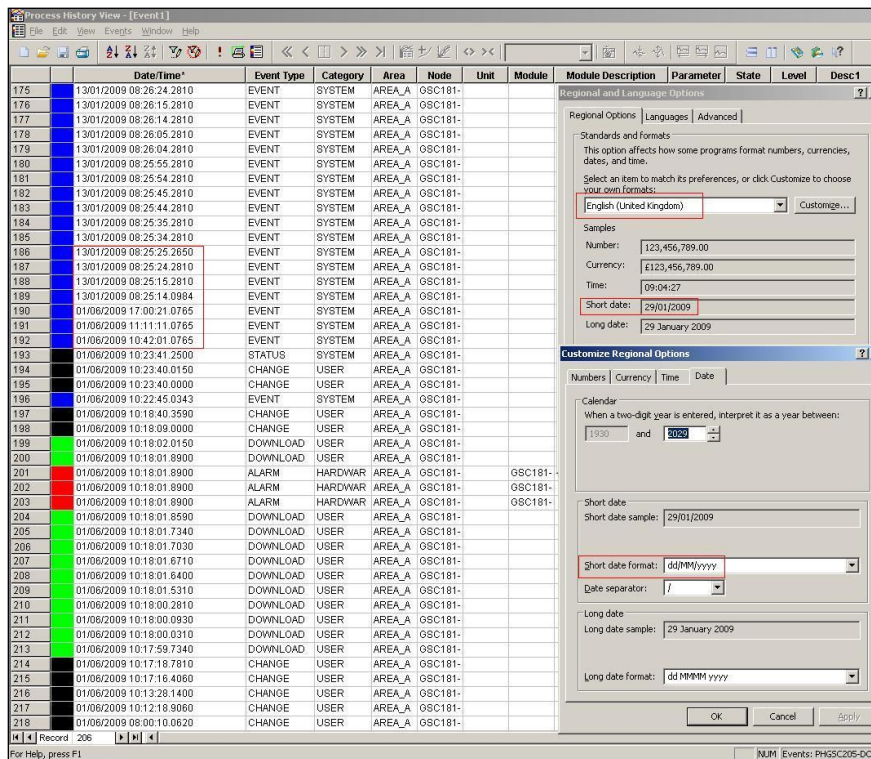 Process History View - [Event1]
File Edit View Events Window Help
Date/Time* Event Type Category Area Node Unit Module Module Description Parameter State Level Desc1
175 13/01/2009 08:26:24.2810 EVENT SYSTEM AREA_A GSC181-
176 13/01/2009 08:26:15.2810 EVENT SYSTEM AREA_A GSC181-
177 13/01/2009 08:26:14.2810 EVENT SYSTEM AREA_A GSC181-
178 13/01/2009 08:26:05.2810 EVENT SYSTEM AREA_A GSC181-
179 13/01/2009 08:26:04.2810 EVENT SYSTEM AREA_A GSC181-
180 13/01/2009 08:25:55.2810 EVENT SYSTEM AREA_A GSC181-
181 13/01/2009 08:25:54.2810 EVENT SYSTEM AREA_A GSC181-
182 13/01/2009 08:25:45.2810 EVENT SYSTEM AREA_A GSC181-
183 13/01/2009 08:25:44.2810 EVENT SYSTEM AREA_A GSC181-
184 13/01/2009 08:25:35.2810 EVENT SYSTEM AREA_A GSC181-
185 13/01/2009 08:25:34.2810 EVENT SYSTEM AREA_A GSC181-
186 13/01/2009 08:25:25.2650 EVENT SYSTEM AREA_A GSC181-
187 13/01/2009 08:25:24.2810 EVENT SYSTEM AREA_A GSC181-
188 13/01/2009 08:25:15.2810 EVENT SYSTEM AREA_A GSC181-
189 13/01/2009 08:25:14.0984 EVENT SYSTEM AREA_A GSC181-
190 01/06/2009 17:00:21.0765 EVENT SYSTEM AREA_A GSC181-
191 01/06/2009 11:11:11.0765 EVENT SYSTEM AREA_A GSC181-
192 01/06/2009 10:42:01.0765 EVENT SYSTEM AREA_A GSC181-
193 01/06/2009 10:23:41.2500 STATUS SYSTEM AREA_A GSC181-
194 01/06/2009 10:23:40.0150 CHANGE USER AREA_A GSC181-
195 01/06/2009 10:23:40.0000 CHANGE USER AREA_A GSC181-
196 01/06/2009 10:22:45.0343 EVENT SYSTEM AREA_A GSC181-
197 01/06/2009 10:18:40.3590 CHANGE USER AREA_A GSC181-
198 01/06/2009 10:18:09.0000 CHANGE USER AREA_A GSC181-
199 01/06/2009 10:18:02.0150 DOWNLOAD USER AREA_A GSC181-
200 01/06/2009 10:18:01.8900 DOWNLOAD USER AREA_A GSC181-
201 01/06/2009 10:18:01.8900 ALARM HARDWAR AREA_A GSC181- GSC181- -
202 01/06/2009 10:18:01.8900 ALARM HARDWAR AREA_A GSC181- GSC181-
203 01/06/2009 10:18:01.8900 ALARM HARDWAR AREA_A GSC181- GSC181-
204 01/06/2009 10:18:01.8590 DOWNLOAD USER AREA_A GSC181-
205 01/06/2009 10:18:01.7340 DOWNLOAD USER AREA_A GSC181-
206 01/06/2009 10:18:01.7030 DOWNLOAD USER AREA_A GSC181-
207 01/06/2009 10:18:01.6710 DOWNLOAD USER AREA_A GSC181-
208 01/06/2009 10:18:01.6400 DOWNLOAD USER AREA_A GSC181-
209 01/06/2009 10:18:01.5310 DOWNLOAD USER AREA_A GSC181-
210 01/06/2009 10:18:00.2810 DOWNLOAD USER AREA_A GSC181-
211 01/06/2009 10:18:00.0930 DOWNLOAD USER AREA_A GSC181-
212 01/06/2009 10:18:00.0310 DOWNLOAD USER AREA_A GSC181-
213 01/06/2009 10:17:59.7340 DOWNLOAD USER AREA_A GSC181-
214 01/06/2009 10:17:18.7810 CHANGE USER AREA_A GSC181-
215 01/06/2009 10:17:16.4060 CHANGE USER AREA_A GSC181-
216 01/06/2009 10:13:28.1400 CHANGE USER AREA_A GSC181-
217 01/06/2009 10:12:18.9060 CHANGE USER AREA_A GSC181-
218 01/06/2009 08:00:10.0620 CHANGE USER AREA_A GSC181-
Record 206
For Help, press F1
NUM Events: PHGSC205-DC
Regional and Language Options
Regional Options Languages Advanced
Standards and formats
This option affects how some programs format numbers, currencies,
dates, and time.
Select an item to match its preferences, or click Customize to choose
your own formats:
English (United Kingdom) Customize...
Samples
Number: 123,456,789.00
Currency: £123,456,789.00
Time: 09:04:27
Short date: 29/01/2009
Long date: 29 January 2009
Customize Regional Options
Numbers Currency Time Date
Calendar
When a two-digit year is entered, interpret it as a year between:
1930 and 2029
Short date
Short date sample: 29/01/2009
Short date format: dd/MM/yyyy
Date separator: /
Long date
Long date sample: 29 January 2009
Long date format: dd MMMM yyyy
OK Cancel Apply